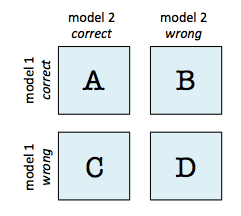 model 2
correct
model 2
wrong
model 1
correct
A
B
model 1
wrong
C
D